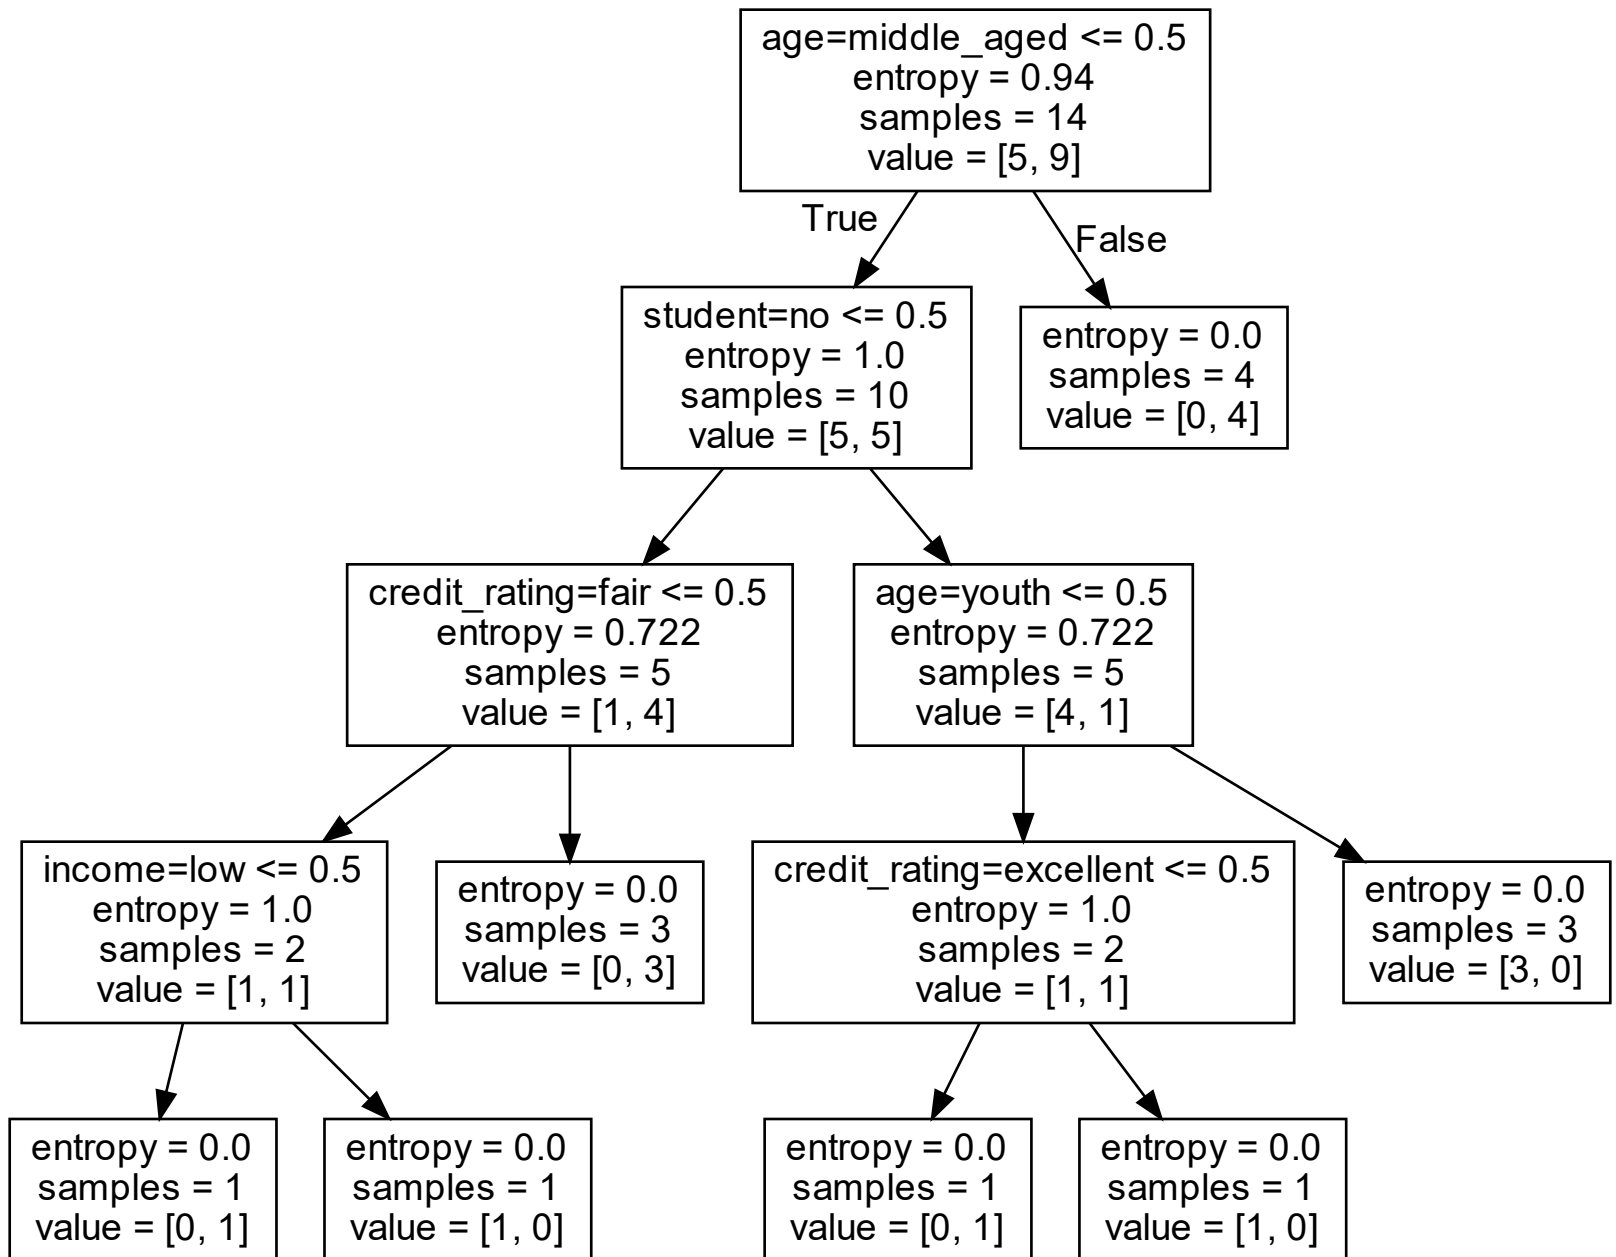 age=middle_aged <= 0.5
entropy = 0.94
samples = 14
value = [5, 9]
True
False
student=no <= 0.5
entropy = 1.0
samples = 10
value = [5, 5]
entropy = 0.0
samples = 4
value = [0, 4]
credit_rating=fair <= 0.5
entropy = 0.722
samples = 5
value = [1, 4]
age=youth <= 0.5
entropy = 0.722
samples = 5
value = [4, 1]
income=low <= 0.5
entropy = 1.0
samples = 2
value = [1, 1]
entropy = 0.0
samples = 3
value = [0, 3]
credit_rating=excellent <= 0.5
entropy = 1.0
samples = 2
value = [1, 1]
entropy = 0.0
samples = 3
value = [3, 0]
entropy = 0.0
samples = 1
value = [0, 1]
entropy = 0.0
samples = 1
value = [1, 0]
entropy = 0.0
samples = 1
value = [0, 1]
entropy = 0.0
samples = 1
value = [1, 0]